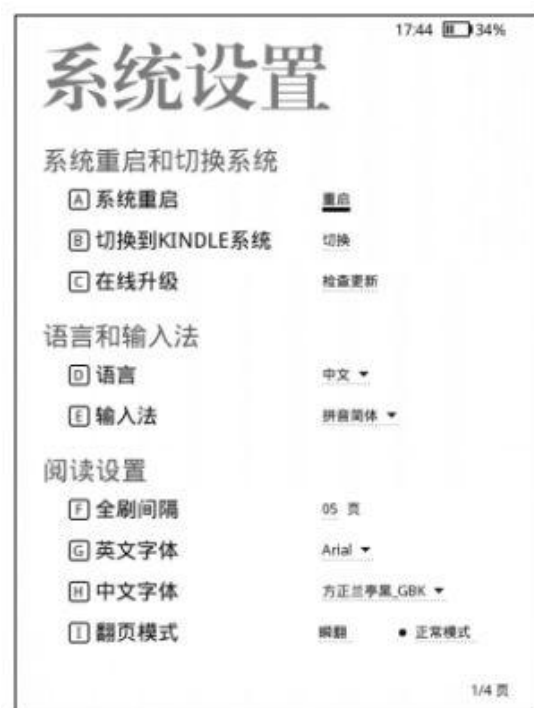 17:44 34%
系统设置
系统重启和切换系统
A 系统重启 重启
B 切换到KINDLE系统 切换
C 在线升级 检查更新
语言和输入法
D 语言 中文
E 输入法 拼音简体
阅读设置
F 全刷间隔 05 页
G 英文字体 Arial
H 中文字体 方正兰亭黑_GBK
I 翻页模式 瞬翻 • 正常模式
1/4 页